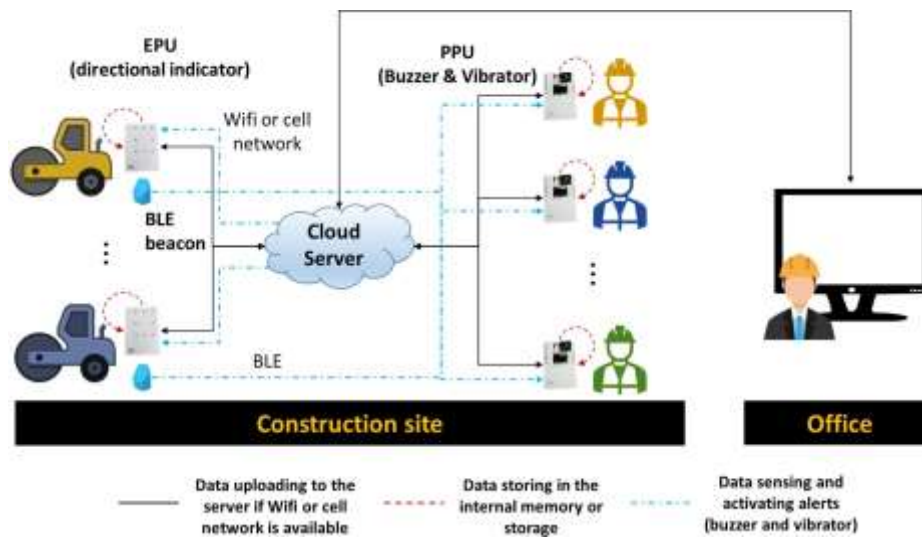 EPU
(directional indicator)
PPU
(Buzzer & Vibrator)
Wifi or cell
network
BLE
beacon
Cloud
Server
BLE
Construction site
Office
Data uploading to
the server if Wifi or cell
network is available
Data storing in the
internal memory or
storage
Data sensing and
activating alerts
(buzzer and vibrator)